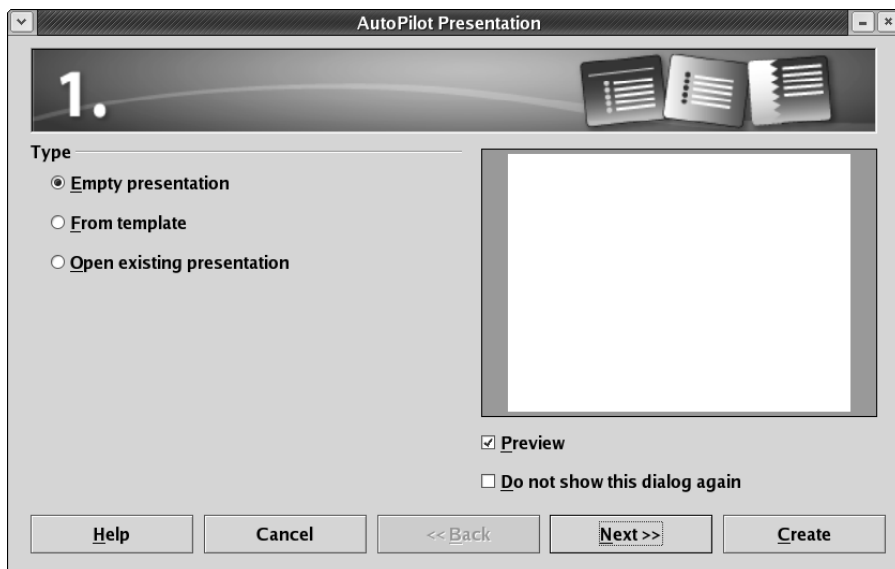 AutoPilot Presentation
1.
Type
Empty presentation
From template
Open existing presentation
Preview
Do not show this dialog again
Help
Cancel
<< Back
Next >>
Create